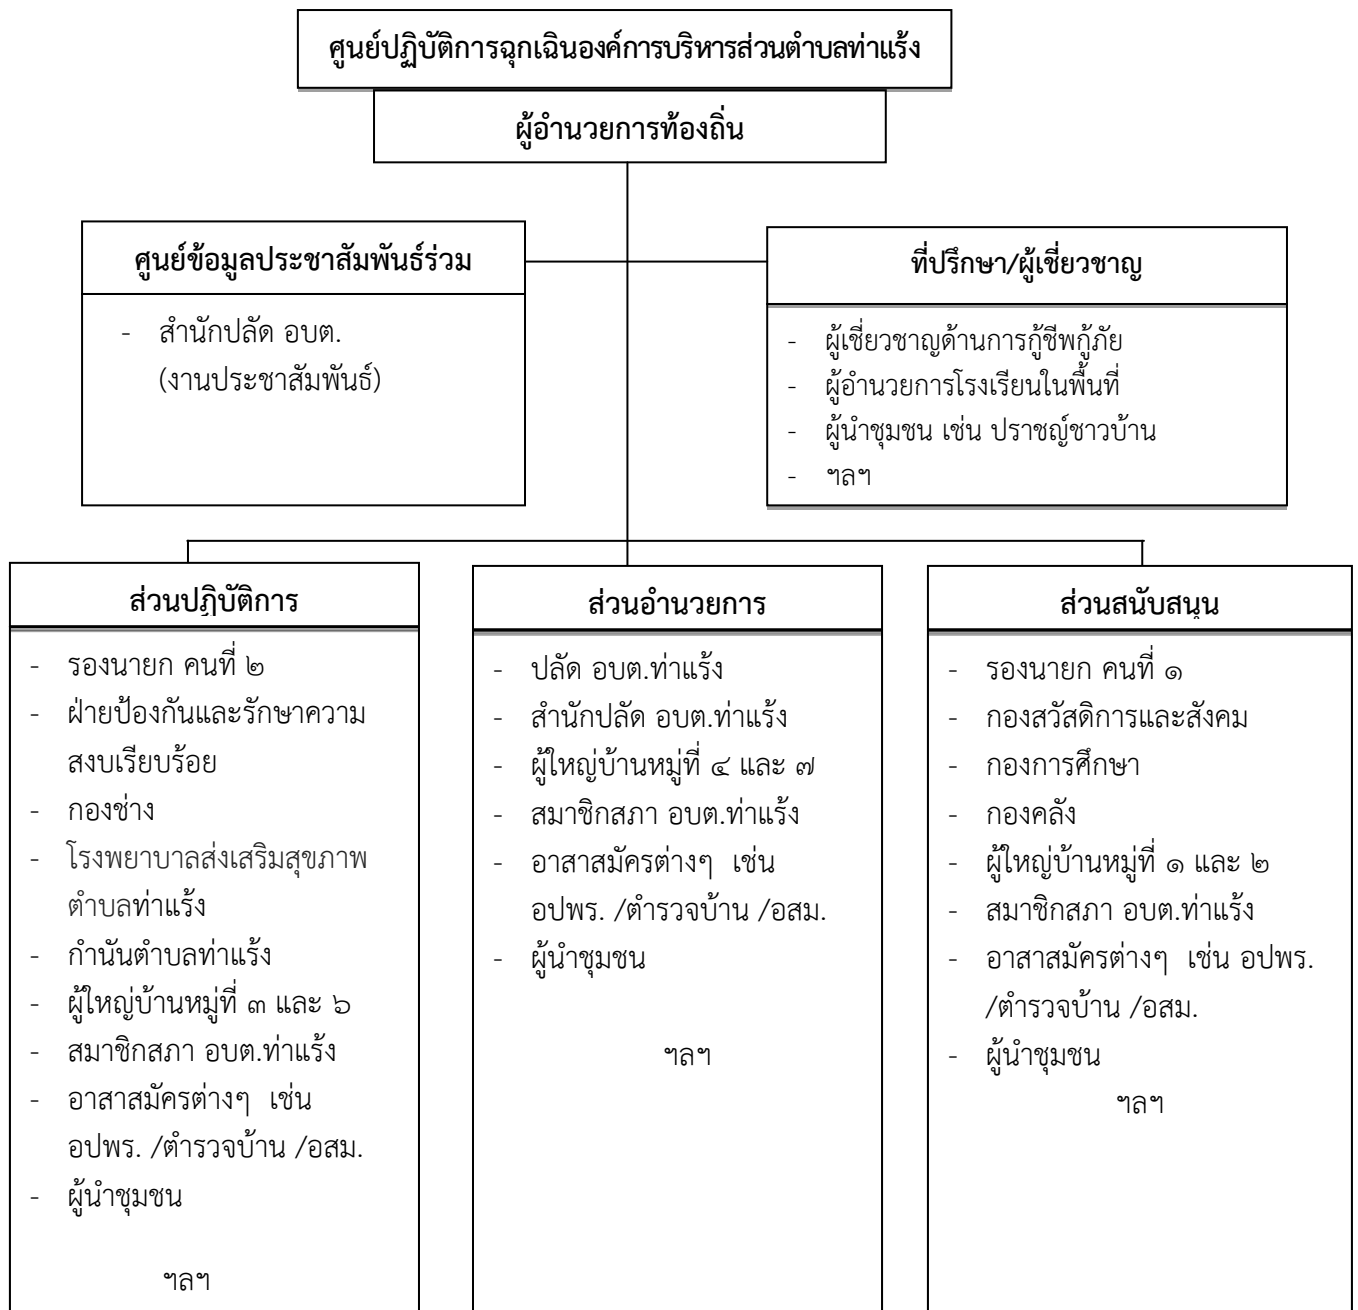 ศูนย์ปฏิบัติการฉุกเฉินองค์การบริหารส่วนตำบลท่าแร้ง
ผู้อำนวยการท้องถิ่น
ศูนย์ข้อมูลประชาสัมพันธ์ร่วม
- สำนักปลัด อบต.
(งานประชาสัมพันธ์)
ที่ปรึกษา/ผู้เชี่ยวชาญ
- ผู้เชี่ยวชาญด้านการกู้ชีพกู้ภัย
- ผู้อำนวยการโรงเรียนในพื้นที่
- ผู้นำชุมชน เช่น ปราชญ์ชาวบ้าน
- ฯลฯ
ส่วนปฏิบัติการ
- รองนายก คนที่ ๒
- ฝ่ายป้องกันและรักษาความ
สงบเรียบร้อย
- กองช่าง
- โรงพยาบาลส่งเสริมสุขภาพ
ตำบลท่าแร้ง
- กำนันตำบลท่าแร้ง
- ผู้ใหญ่บ้านหมู่ที่ ๓ และ ๖
- สมาชิกสภา อบต.ท่าแร้ง
- อาสาสมัครต่างๆ เช่น
อปพร. /ตำรวจบ้าน /อสม.
- ผู้นำชุมชน
ฯลฯ
ส่วนอำนวยการ
- ปลัด อบต.ท่าแร้ง
- สำนักปลัด อบต.ท่าแร้ง
- ผู้ใหญ่บ้านหมู่ที่ ๔ และ ๗
- สมาชิกสภา อบต.ท่าแร้ง
- อาสาสมัครต่างๆ เช่น
อปพร. /ตำรวจบ้าน /อสม.
- ผู้นำชุมชน
ฯลฯ
ส่วนสนับสนุน
- รองนายก คนที่ ๑
- กองสวัสดิการและสังคม
- กองการศึกษา
- กองคลัง
- ผู้ใหญ่บ้านหมู่ที่ ๑ และ ๒
- สมาชิกสภา อบต.ท่าแร้ง
- อาสาสมัครต่างๆ เช่น อปพร.
/ตำรวจบ้าน /อสม.
- ผู้นำชุมชน
ฯลฯ